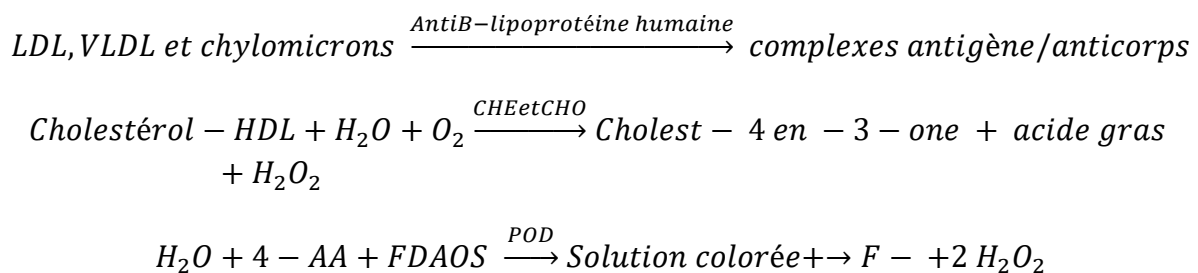 AntiB−lipoprotéine humaine
LDL, VLDL et chylomicrons ⟶ complexes antigène/anticorps
CHEetCHO
Cholestérol − HDL + H₂O + O₂ ⟶ Cholest − 4 en − 3 − one + acide gras
+ H₂O₂
POD
H₂O + 4 − AA + FDAOS ⟶ Solution colorée+→ F − +2 H₂O₂